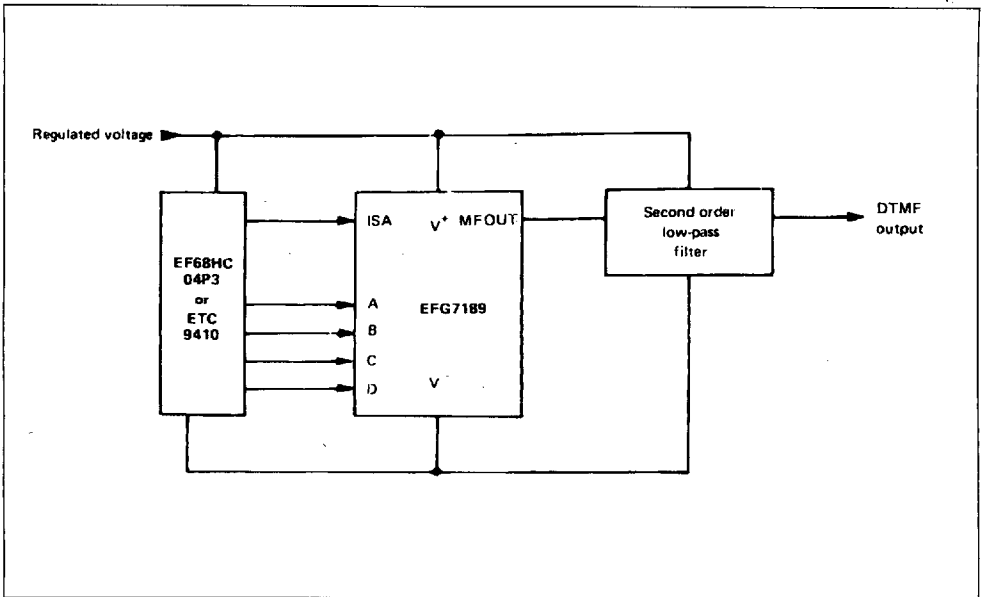 Regulated voltage
ISA
V+ MFOUT
Second order
low-pass
filter
DTMF
output
EF68HC
04P3
or
ETC
9410
A
EFG7189
B
C
V
D